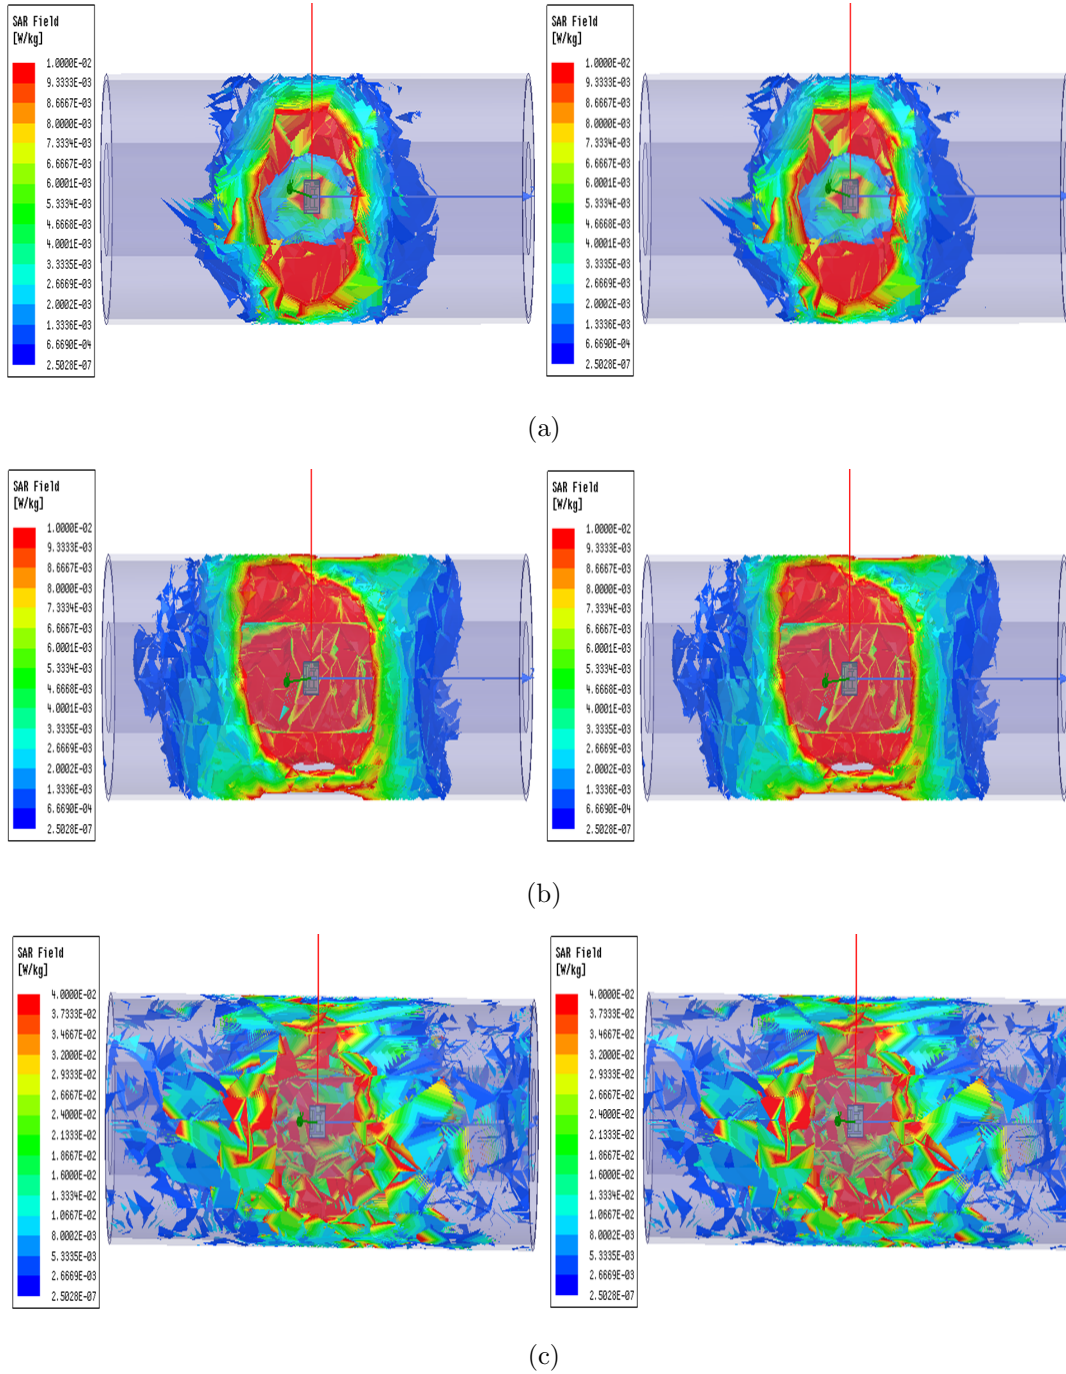 SAR Field
[W/kg]
1.0000E-02
9.3333E-03
8.6667E-03
8.0000E-03
7.3334E-03
6.6667E-03
6.0001E-03
5.3334E-03
4.6668E-03
4.0001E-03
3.3335E-03
2.6669E-03
2.0002E-03
1.3336E-03
6.6690E-04
2.5028E-07
SAR Field
[W/kg]
1.0000E-02
9.3333E-03
8.6667E-03
8.0000E-03
7.3334E-03
6.6667E-03
6.0001E-03
5.3334E-03
4.6668E-03
4.0001E-03
3.3335E-03
2.6669E-03
2.0002E-03
1.3336E-03
6.6690E-04
2.5028E-07
(a)
SAR Field
[W/kg]
1.0000E-02
9.3333E-03
8.6667E-03
8.0000E-03
7.3334E-03
6.6667E-03
6.0001E-03
5.3334E-03
4.6668E-03
4.0001E-03
3.3335E-03
2.6669E-03
2.0002E-03
1.3336E-03
6.6690E-04
2.5028E-07
SAR Field
[W/kg]
1.0000E-02
9.3333E-03
8.6667E-03
8.0000E-03
7.3334E-03
6.6667E-03
6.0001E-03
5.3334E-03
4.6668E-03
4.0001E-03
3.3335E-03
2.6669E-03
2.0002E-03
1.3336E-03
6.6690E-04
2.5028E-07
(b)
SAR Field
[W/kg]
4.0000E-02
3.7333E-02
3.4667E-02
3.2000E-02
2.9333E-02
2.6667E-02
2.4000E-02
2.1333E-02
1.8667E-02
1.6000E-02
1.3334E-02
1.0667E-02
8.0002E-03
5.3335E-03
2.6669E-03
2.5028E-07
SAR Field
[W/kg]
4.0000E-02
3.7333E-02
3.4667E-02
3.2000E-02
2.9333E-02
2.6667E-02
2.4000E-02
2.1333E-02
1.8667E-02
1.6000E-02
1.3334E-02
1.0667E-02
8.0002E-03
5.3335E-03
2.6669E-03
2.5028E-07
(c)